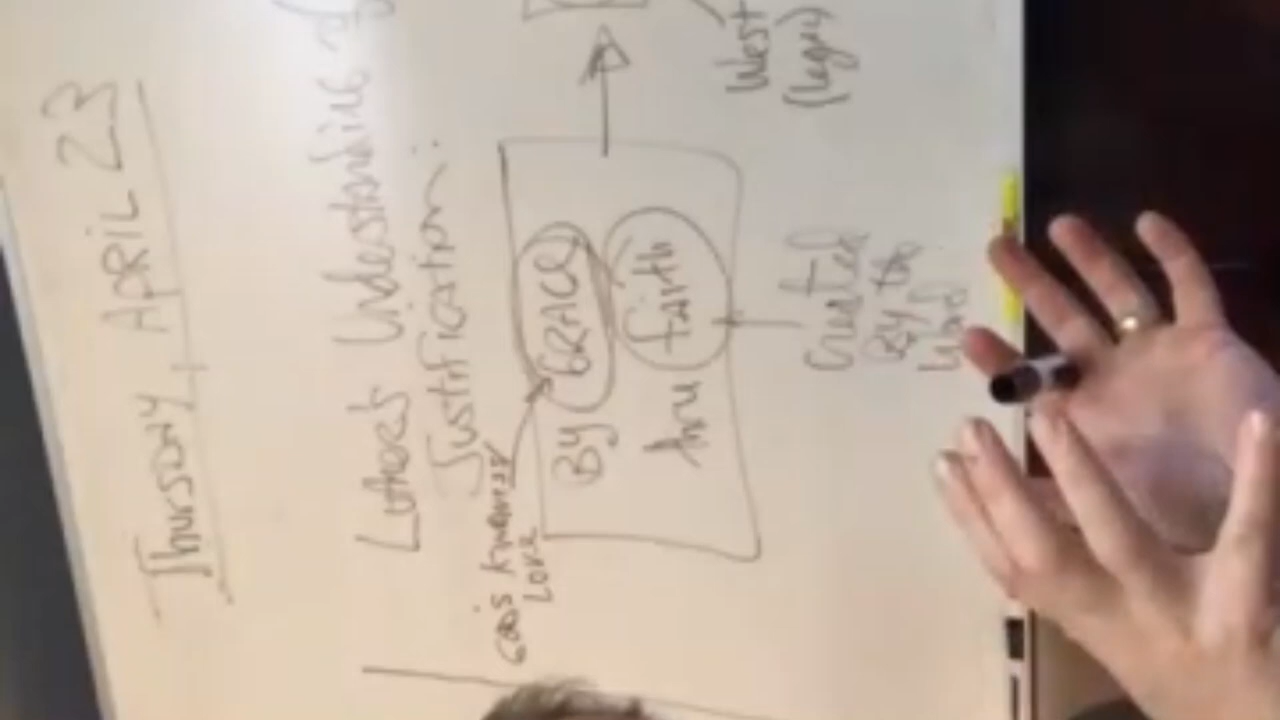 Thursday, April 23
Luther's Understanding of
Justification:
God's Kindness
Love
By GRACE
thru faith
Created
By the
Word
West
(legal)